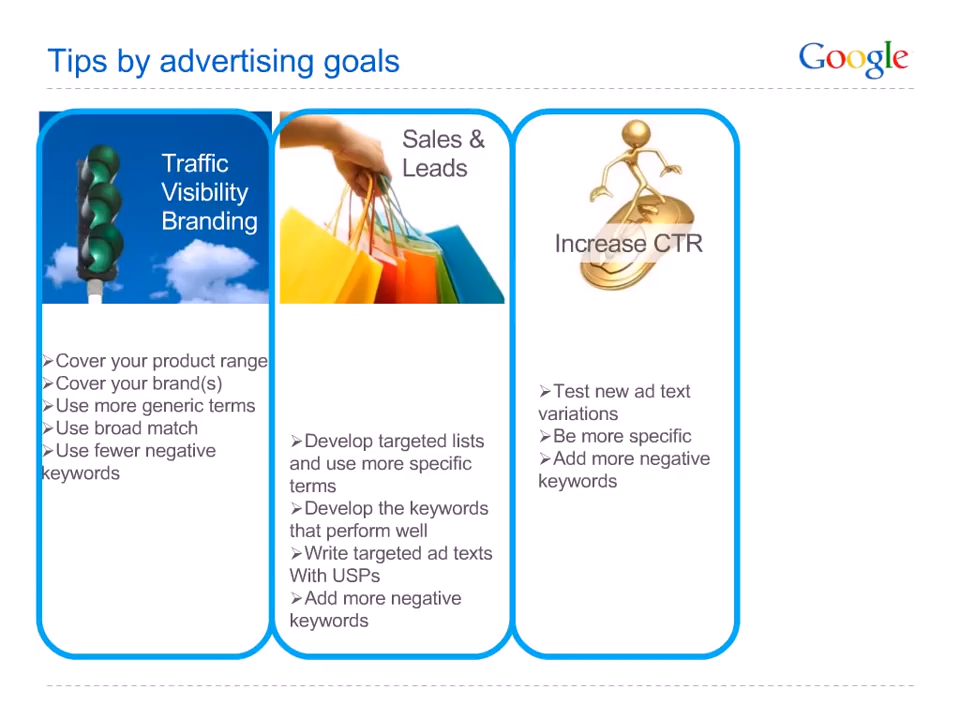 Tips by advertising goals
Google
Traffic
Visibility
Branding
➢Cover your product range
➢Cover your brand(s)
➢Use more generic terms
➢Use broad match
➢Use fewer negative
keywords
Sales &
Leads
➢Develop targeted lists
and use more specific
terms
➢Develop the keywords
that perform well
➢Write targeted ad texts
With USPs
➢Add more negative
keywords
Increase CTR
➢Test new ad text
variations
➢Be more specific
➢Add more negative
keywords